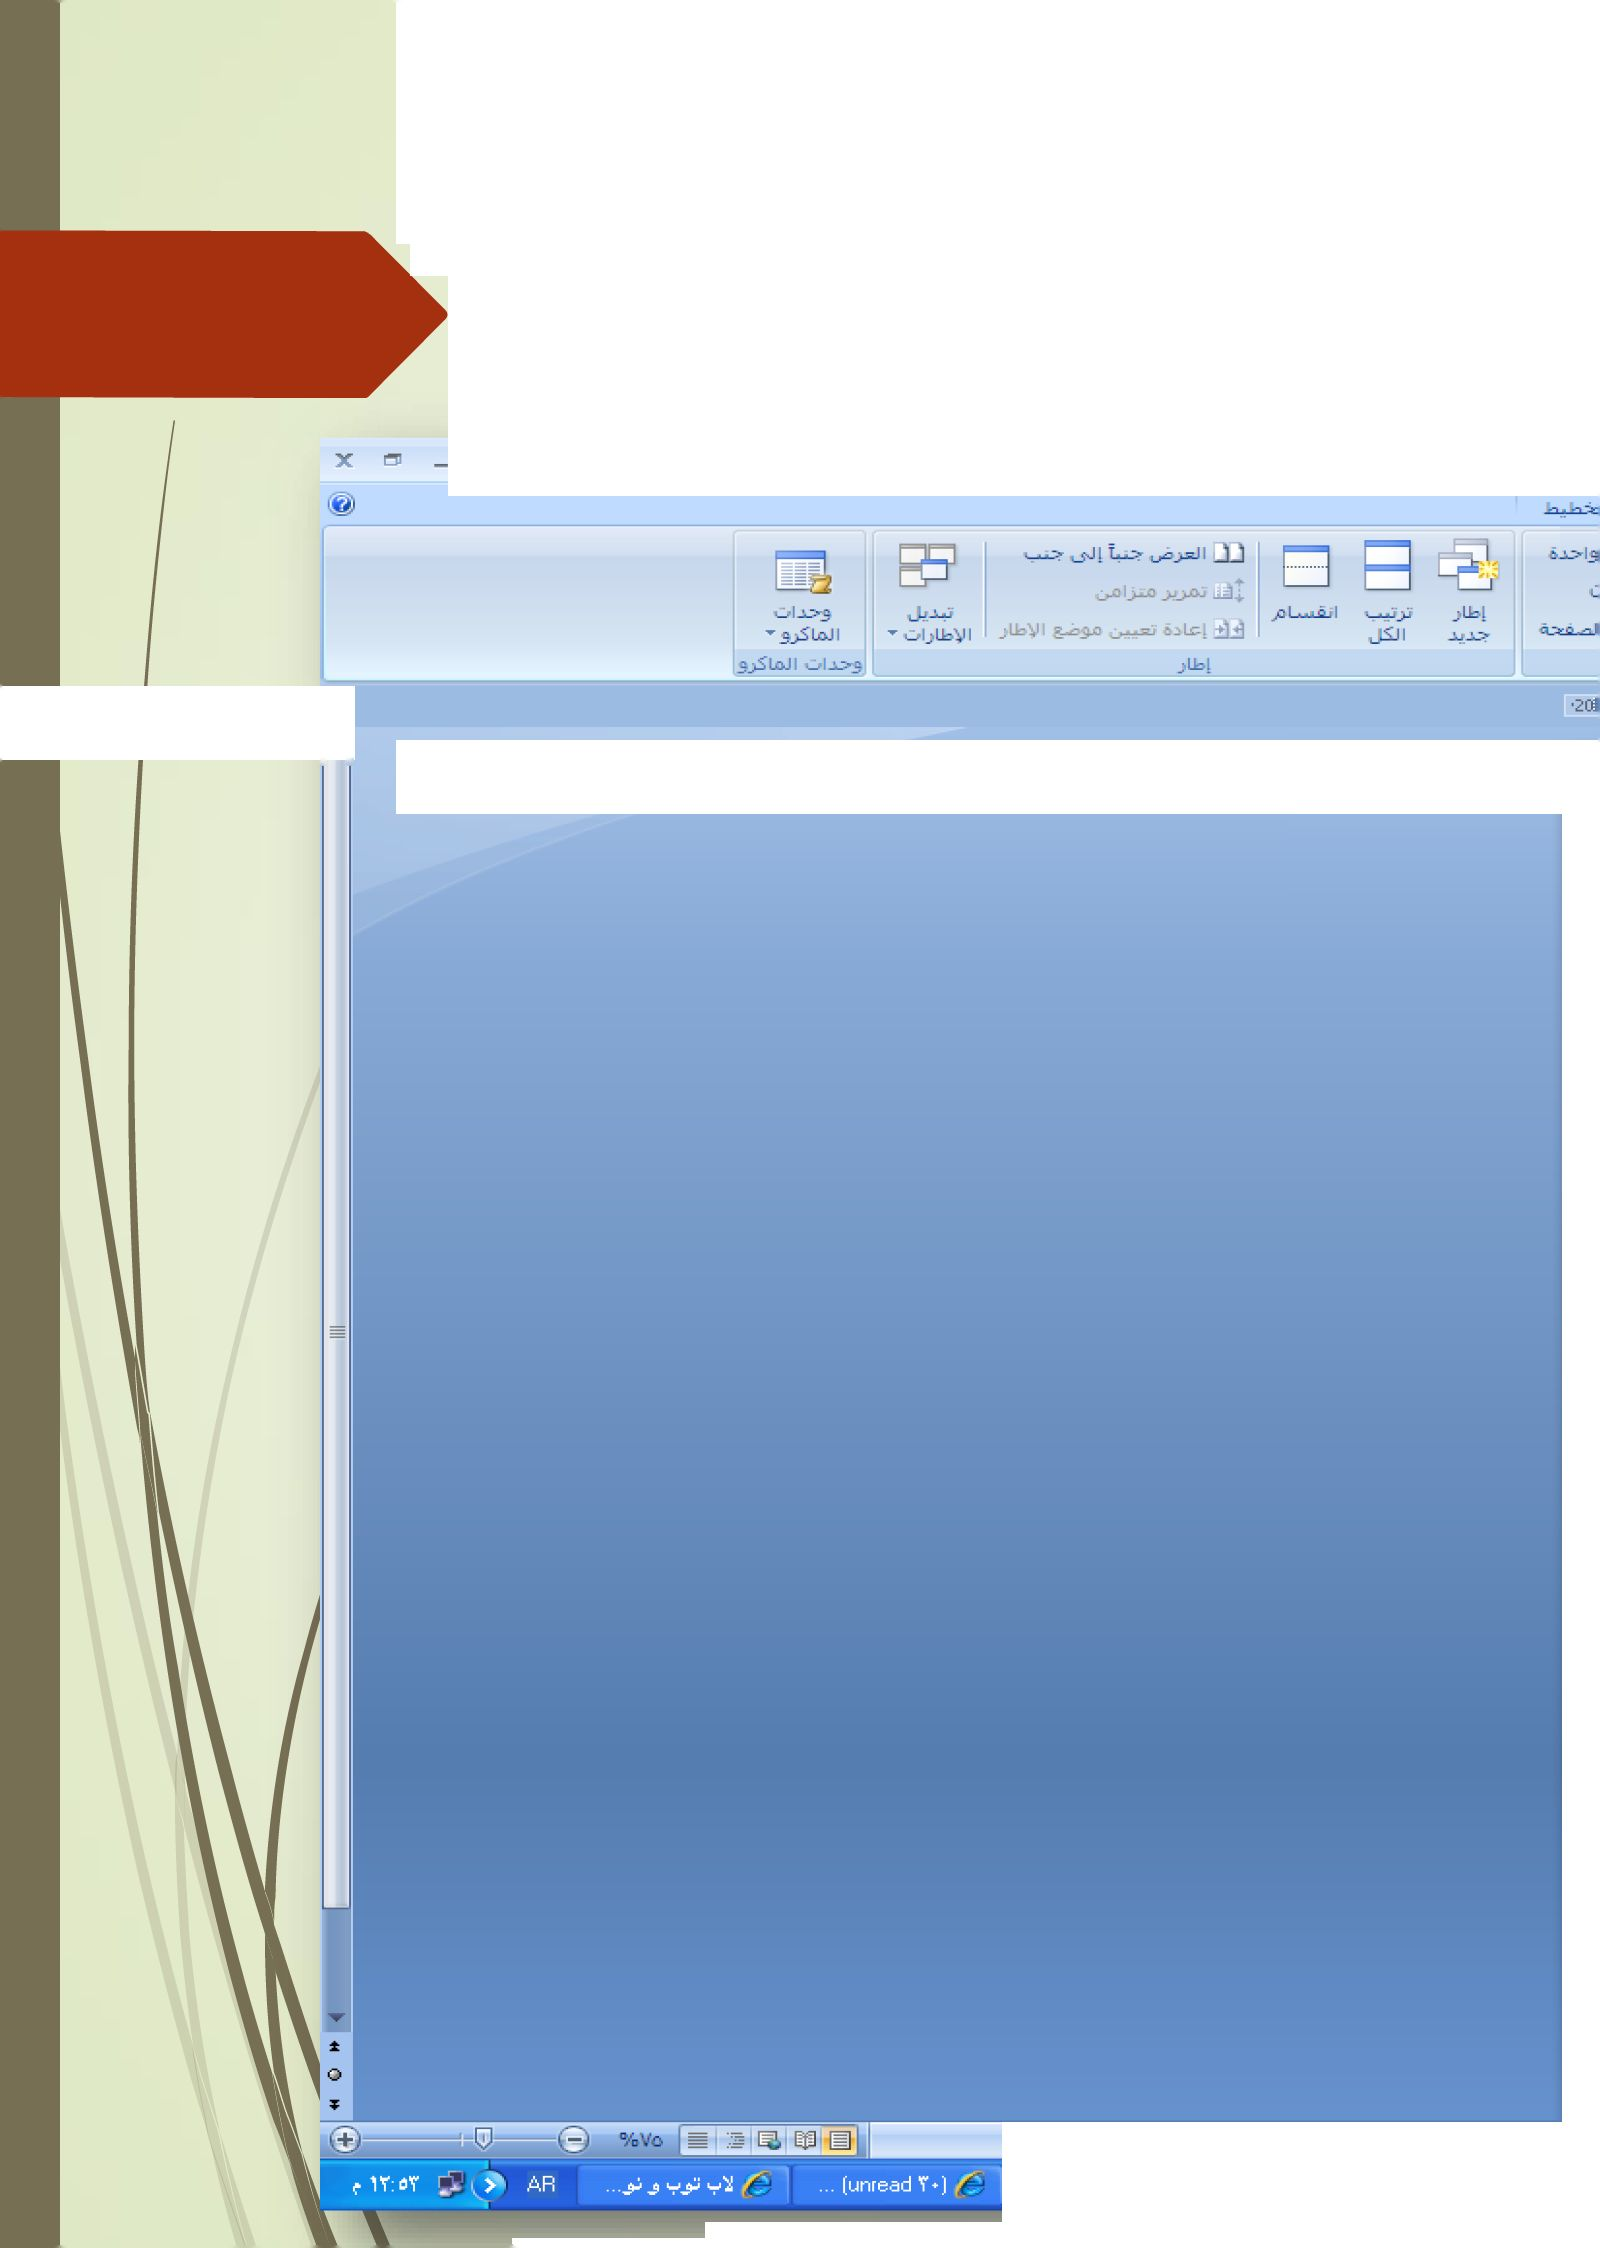 تخطيط
واحدة
الصفحة
إطار جديد
ترتيب الكل
انقسام
العرض جنباً إلى جنب
تمرير متزامن
إعادة تعيين موضع الإطار
تبديل الإطارات
وحدات الماكرو
إطار
وحدات الماكرو
%٧٥
(٣٠ unread) ...
لاب توب و نو...
AR
١٢:٥٣ م